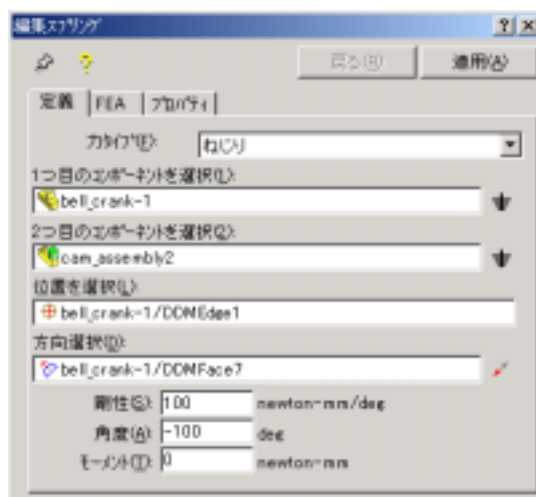 編集スプリング
戻る(B) 適用(A)
定義 FEA プロパティ
力タイプ(F): ねじり
1つ目のコンポーネントを選択(1):
bell_crank-1
2つ目のコンポーネントを選択(2):
cam_assembly2
位置を選択(L):
bell_crank-1/DDMEdge1
方向選択(D):
bell_crank-1/DDMFace7
剛性(S): 100 newton-mm/deg
角度(A): -100 deg
モーメント(T): 0 newton-mm